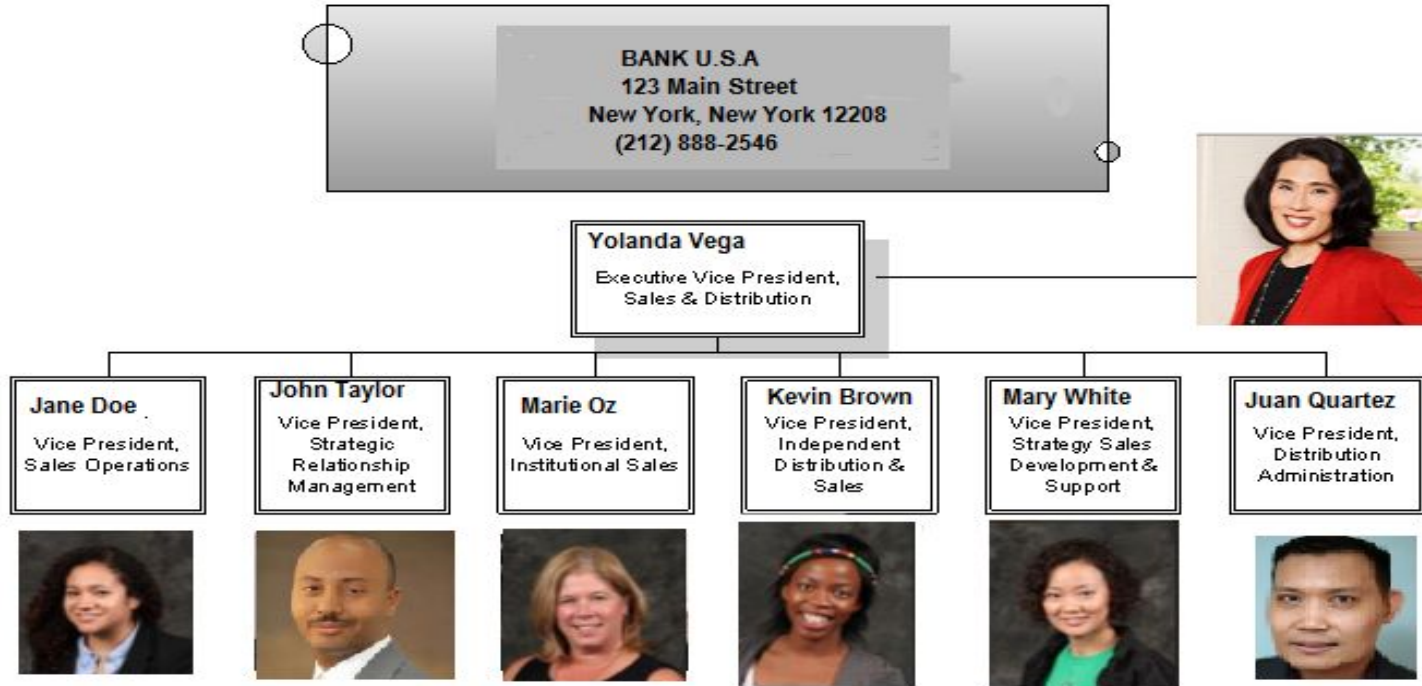 BANK U.S.A
123 Main Street
New York, New York 12208
(212) 888-2546
Yolanda Vega
Executive Vice President,
Sales & Distribution
Jane Doe
Vice President,
Sales Operations
John Taylor
Vice President,
Strategic
Relationship
Management
Marie Oz
Vice President,
Institutional Sales
Kevin Brown
Vice President,
Independent
Distribution &
Sales
Mary White
Vice President,
Strategy Sales
Development &
Support
Juan Quartez
Vice President,
Distribution
Administration